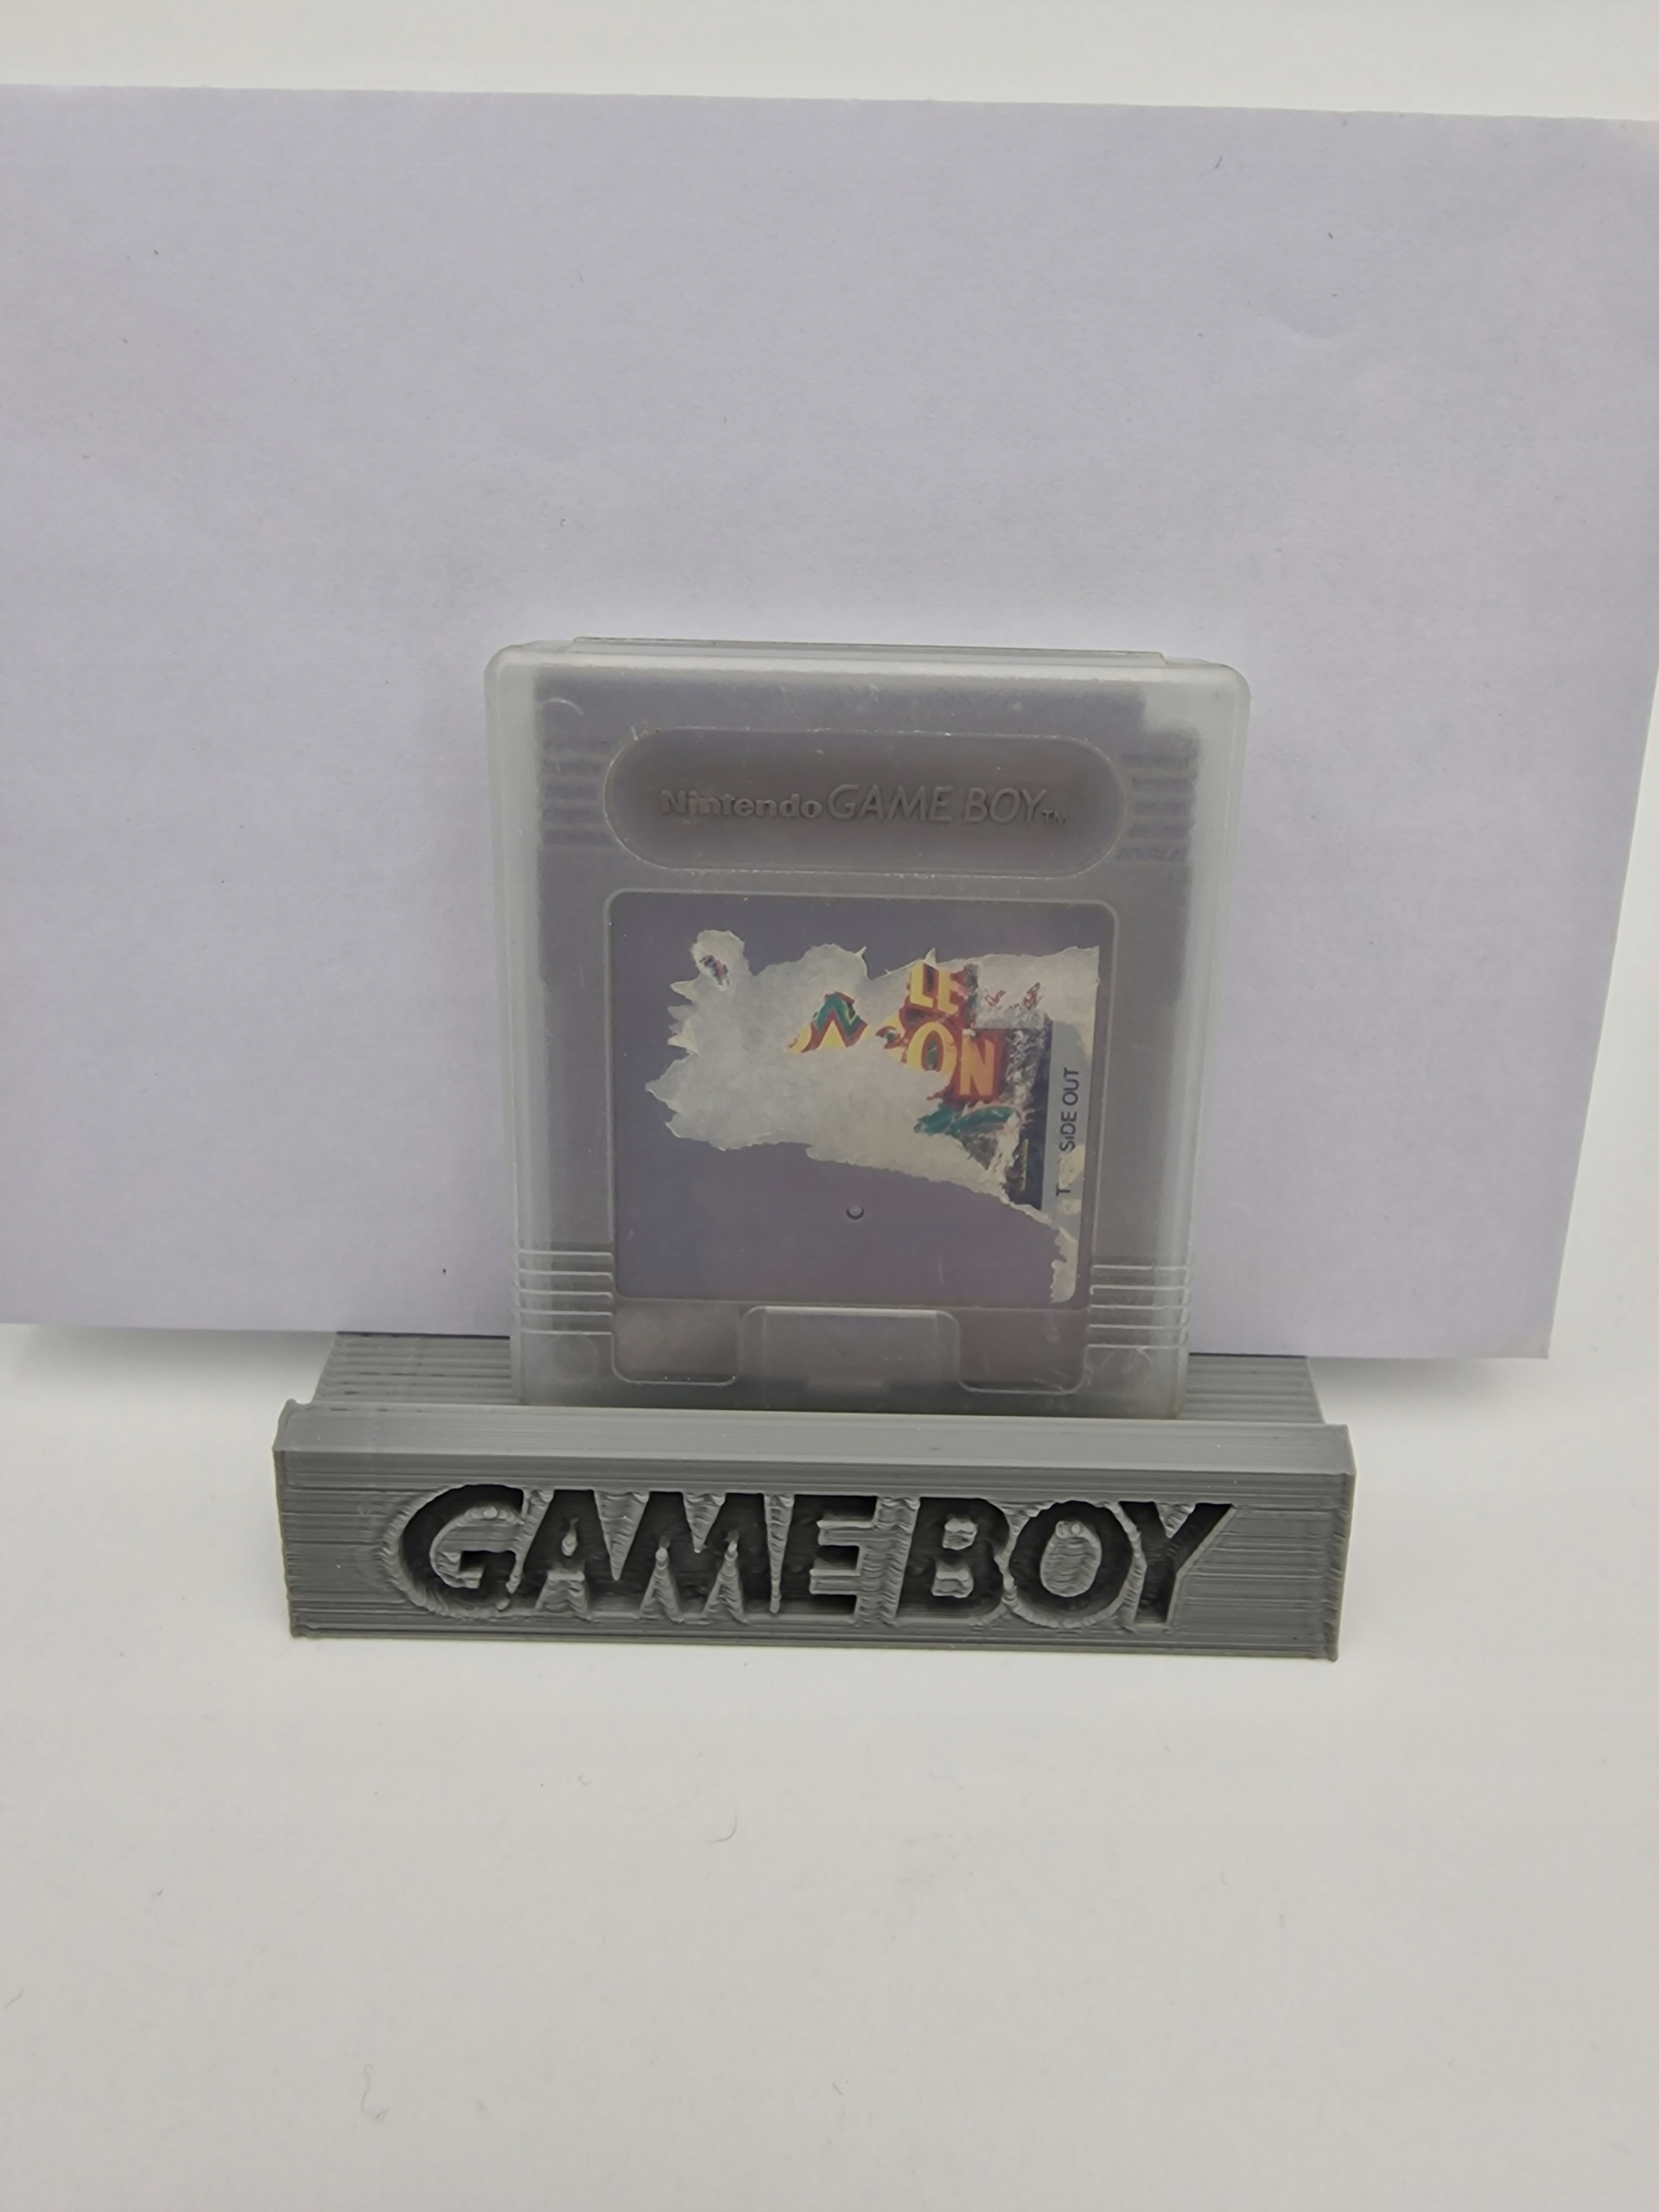 Nintendo GAME BOY™
LE
ON
T SIDE OUT
GAME BOY